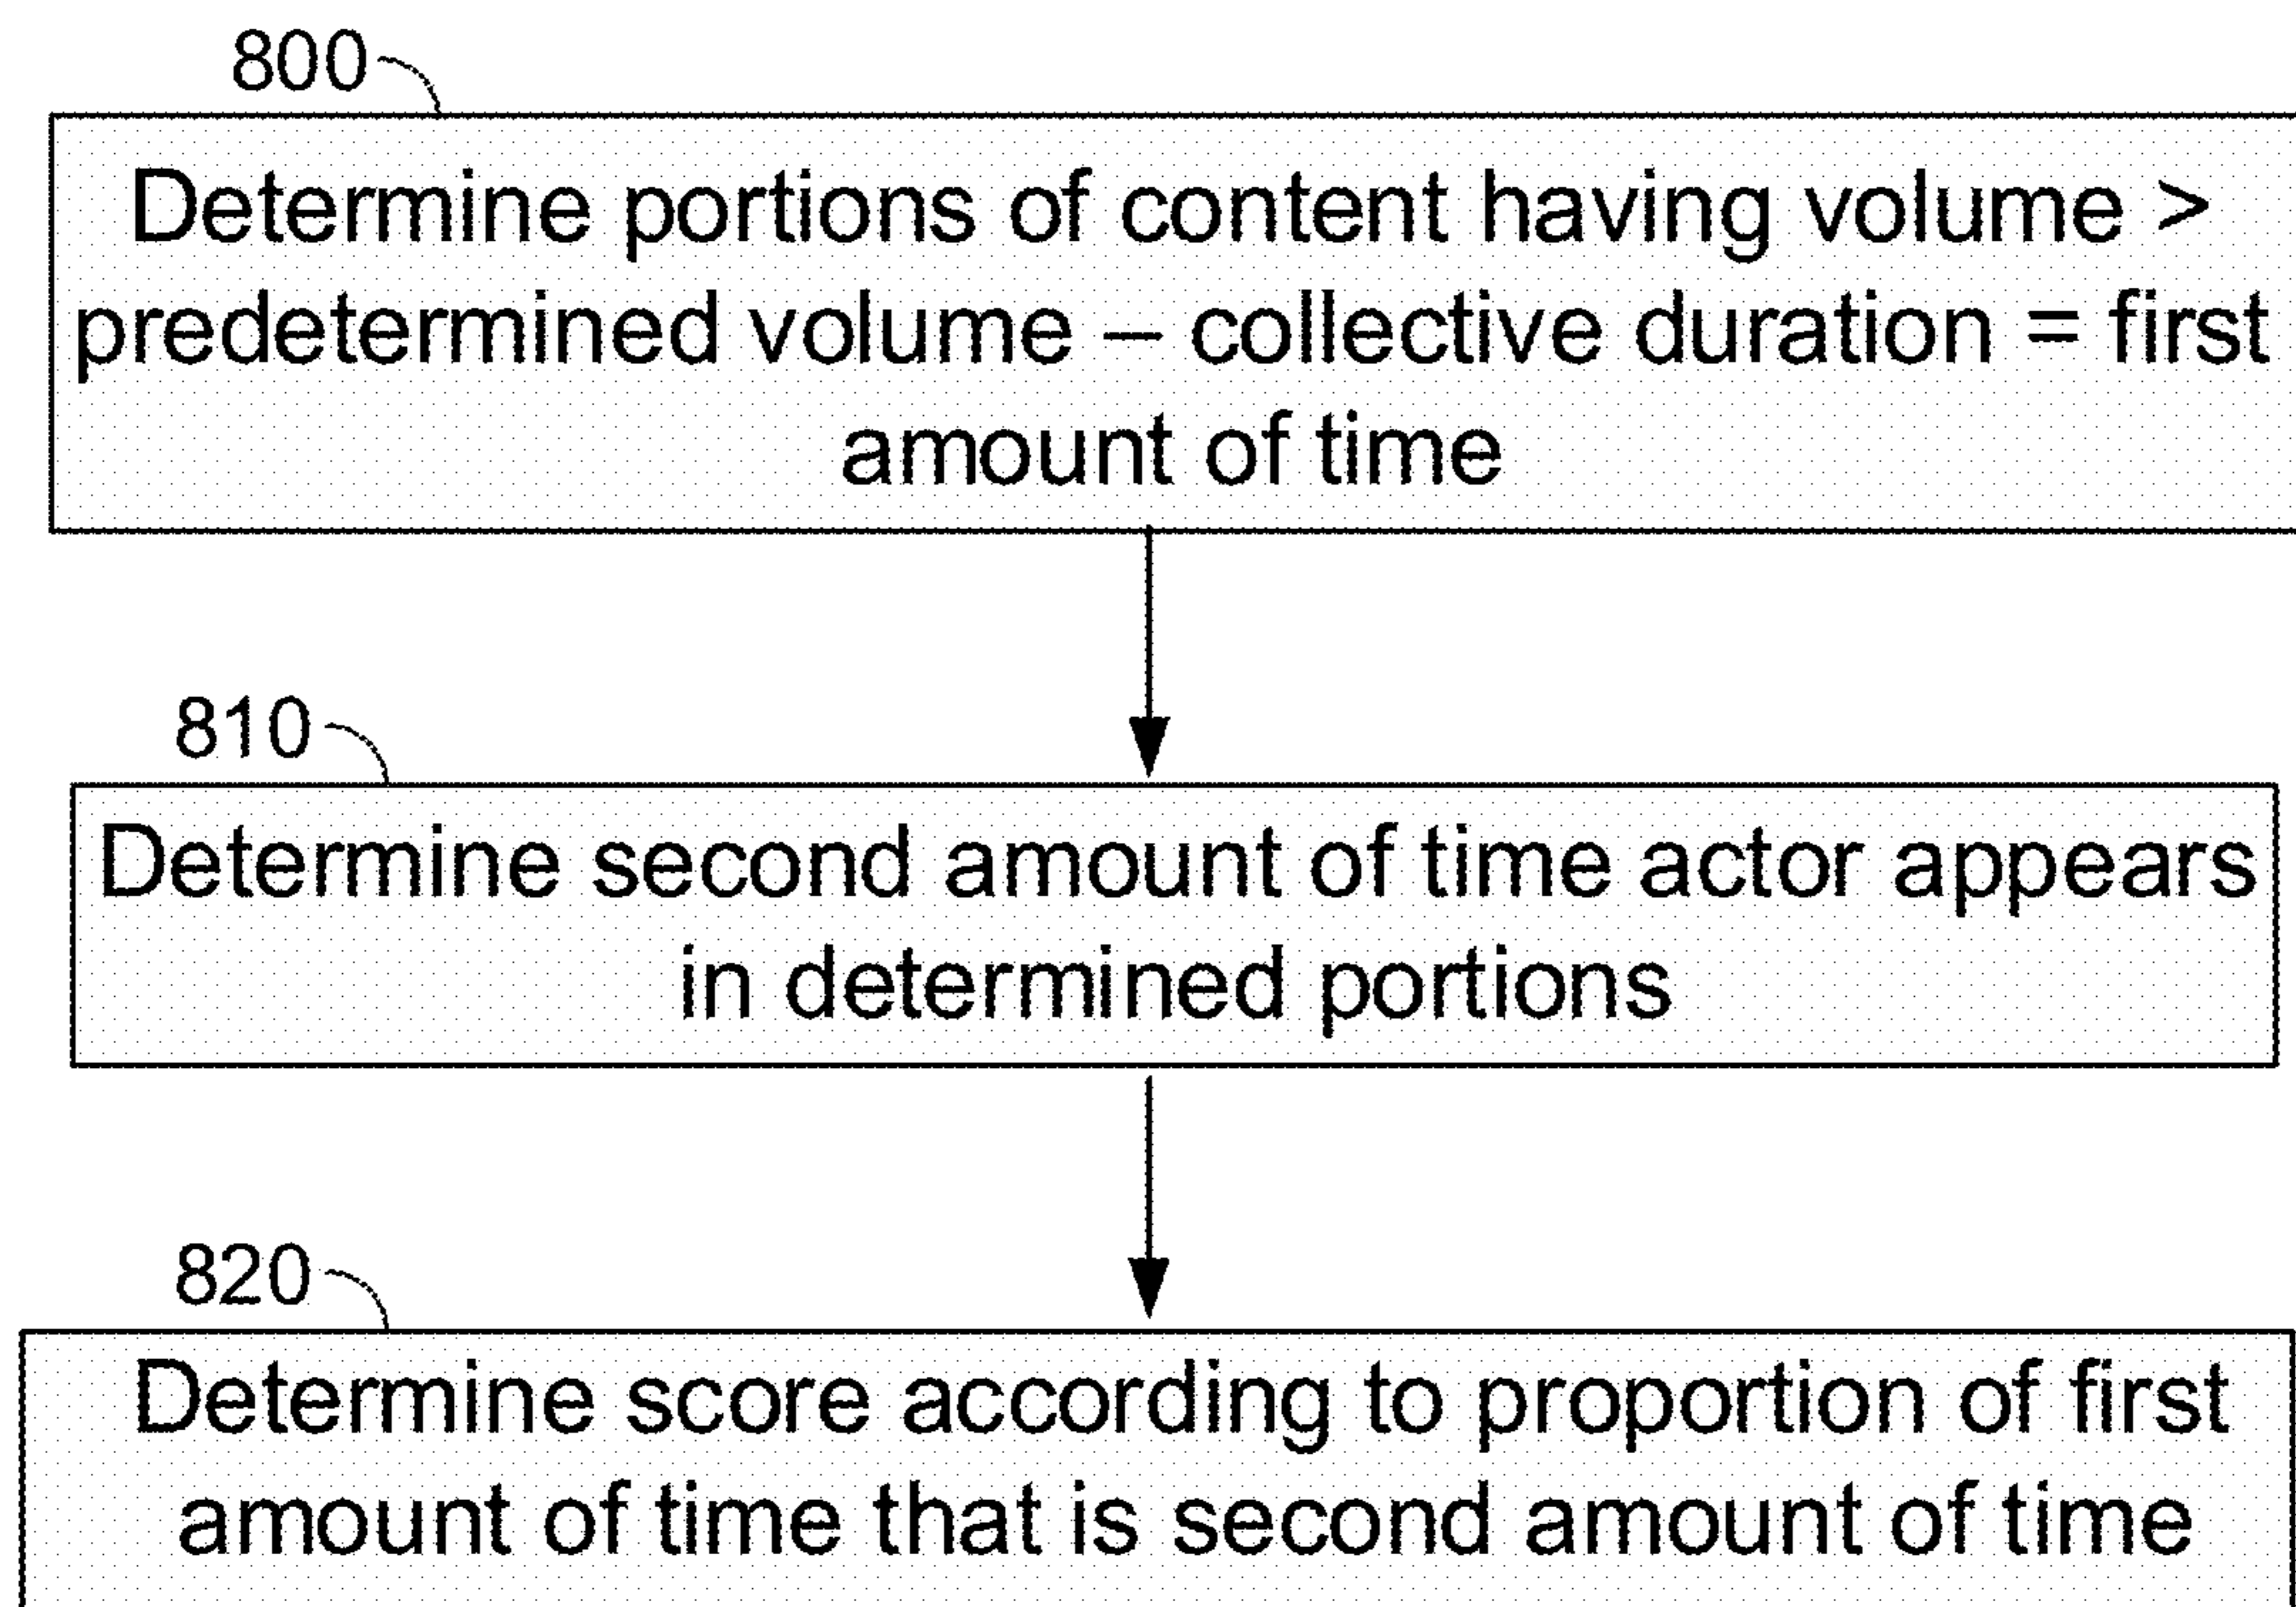 800
Determine portions of content having volume >
predetermined volume – collective duration = first
amount of time
810
Determine second amount of time actor appears
in determined portions
820
Determine score according to proportion of first
amount of time that is second amount of time